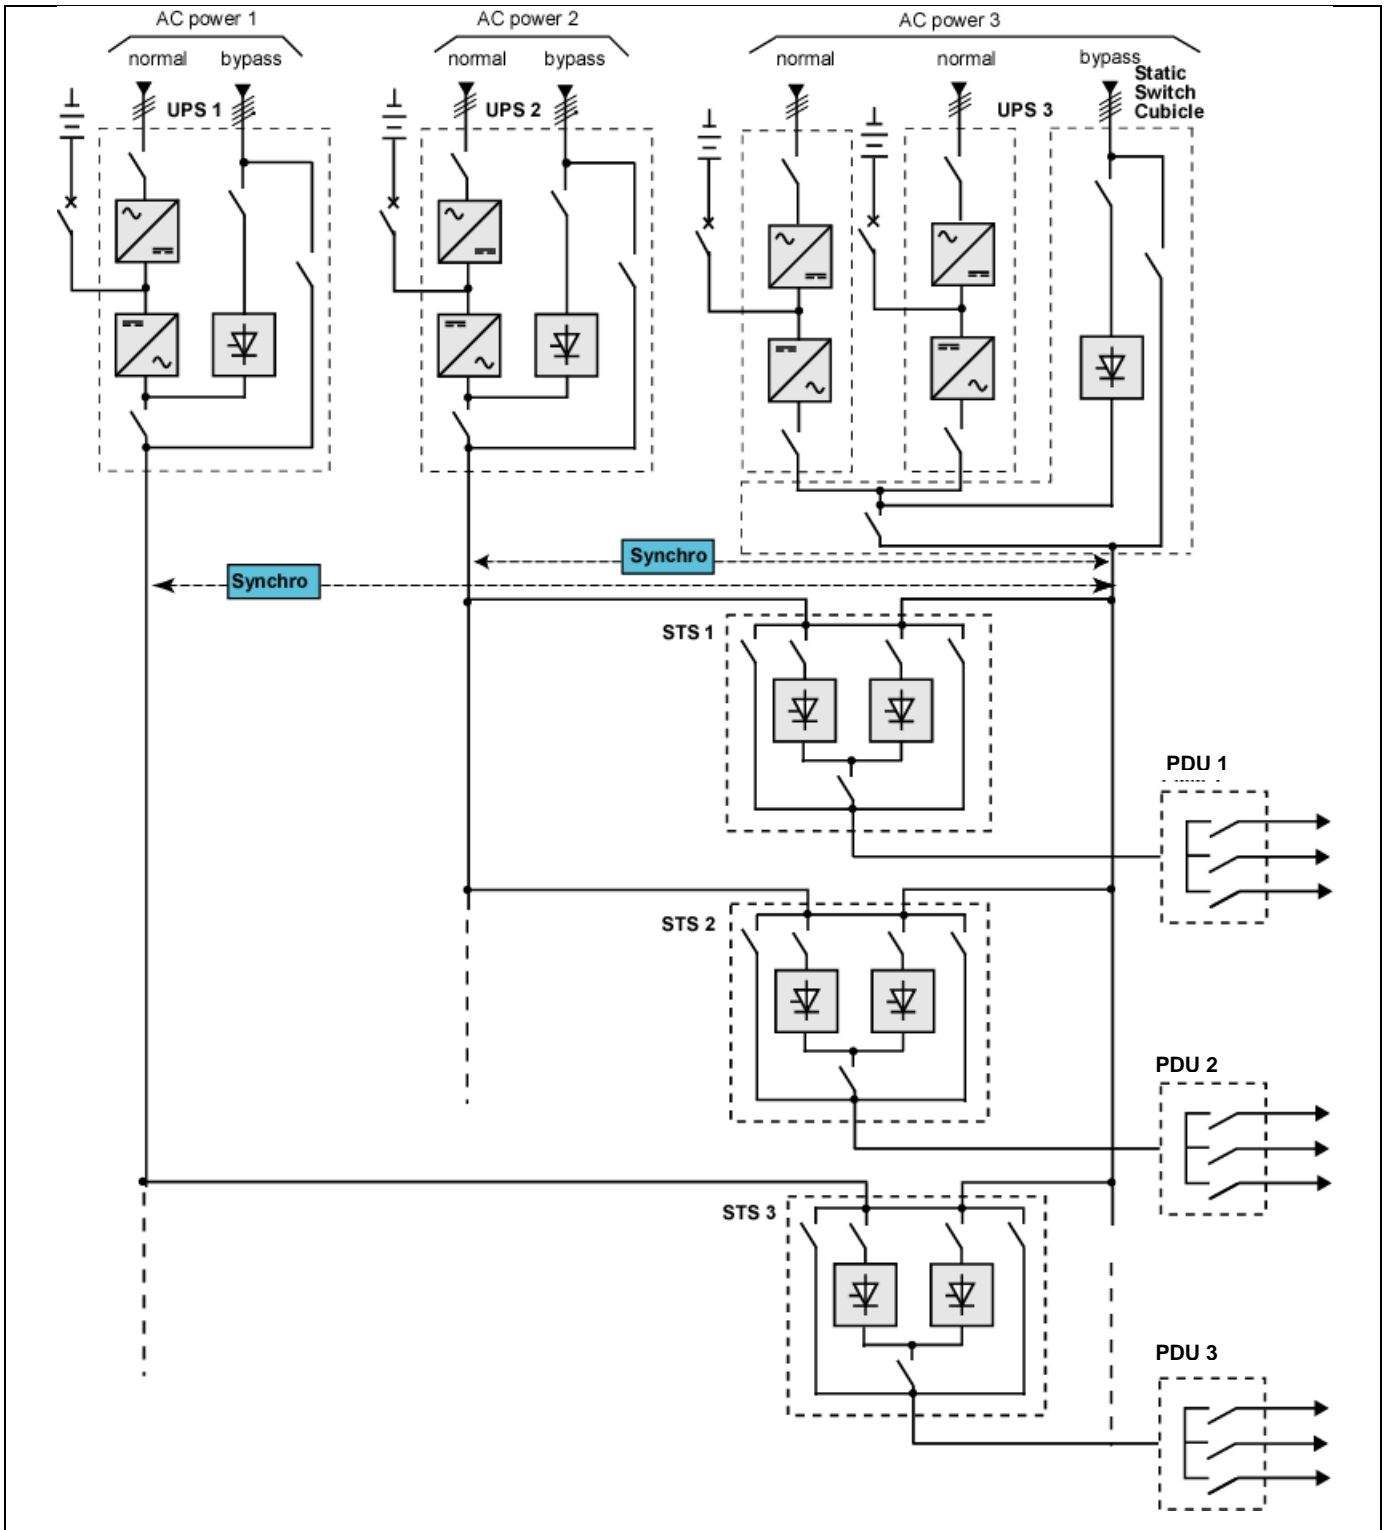 AC power 1
AC power 2
AC power 3
normal
bypass
normal
bypass
normal
normal
bypass
UPS 1
UPS 2
UPS 3
Static
Switch
Cubicle
Synchro
Synchro
STS 1
PDU 1
STS 2
PDU 2
STS 3
PDU 3